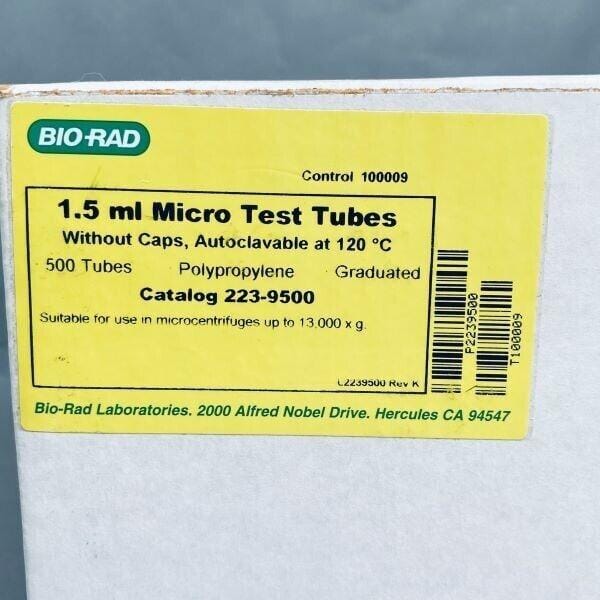 BIO-RAD
Control 100009
1.5 ml Micro Test Tubes
Without Caps, Autoclavable at 120 °C
500 Tubes Polypropylene Graduated
Catalog 223-9500
Suitable for use in microcentrifuges up to 13,000 x g.
L2239500 Rev K
P2239500
T100009
Bio-Rad Laboratories. 2000 Alfred Nobel Drive. Hercules CA 94547